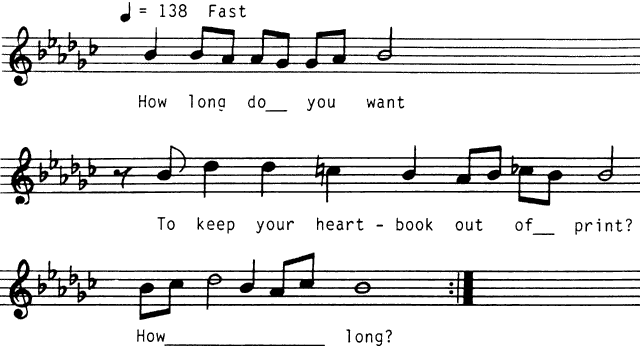 ♩ = 138 Fast
How long do__ you want
To keep your heart - book out of__ print?
How________________ long?